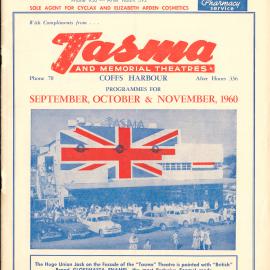 Pharmacy
service
SOLE AGENT FOR CYCLAX AND ELIZABETH ARDEN COSMETICS
With Compliments from . . .
Tasma
AND MEMORIAL THEATRES
Phone 78 COFFS HARBOUR After Hours 336
PROGRAMMES FOR
SEPTEMBER, OCTOBER & NOVEMBER, 1960
The Huge Union Jack on the Facade of the "Tasma" Theatre is painted with "British"